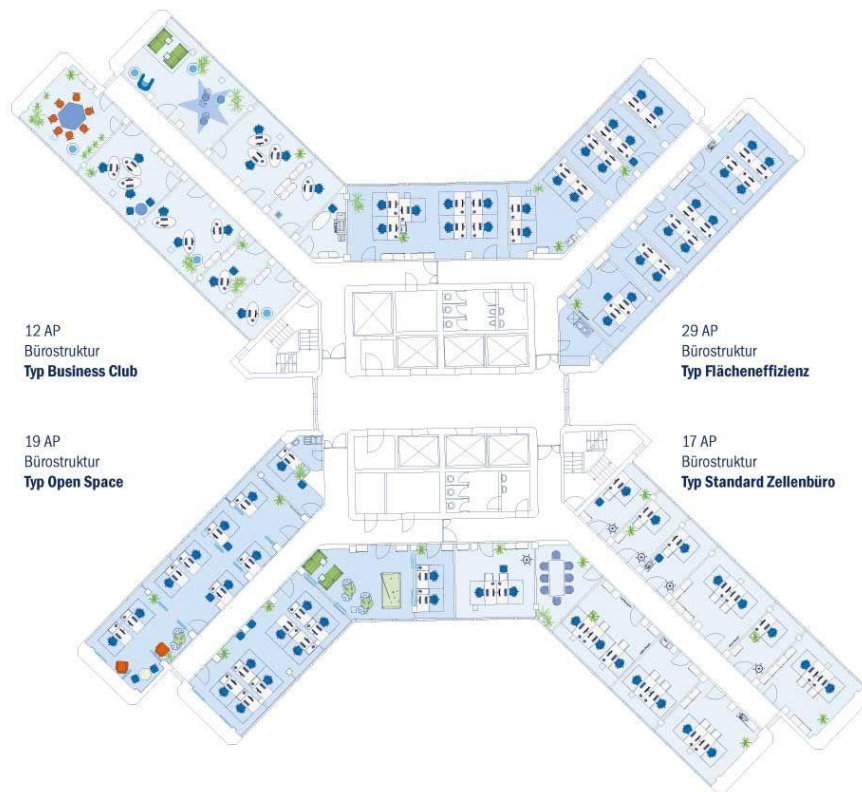 12 AP
Bürostruktur
Typ Business Club
29 AP
Bürostruktur
Typ Flächeneffizienz
19 AP
Bürostruktur
Typ Open Space
17 AP
Bürostruktur
Typ Standard Zellenbüro